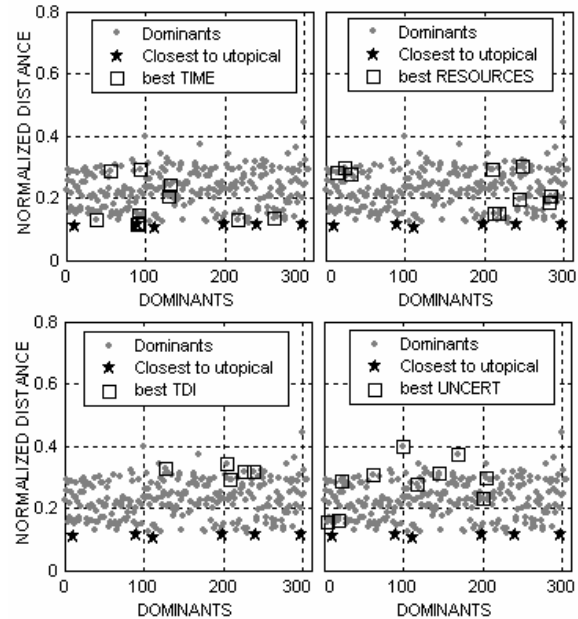 0.8
Dominants
Closest to utopical
best TIME
0.6
0.4
0.2
0
NORMALIZED DISTANCE
0 100 200 300
DOMINANTS
Dominants
Closest to utopical
best RESOURCES
0 100 200 300
DOMINANTS
0.8
Dominants
Closest to utopical
best TDI
0.6
0.4
0.2
0
NORMALIZED DISTANCE
0 100 200 300
DOMINANTS
Dominants
Closest to utopical
best UNCERT
0 100 200 300
DOMINANTS